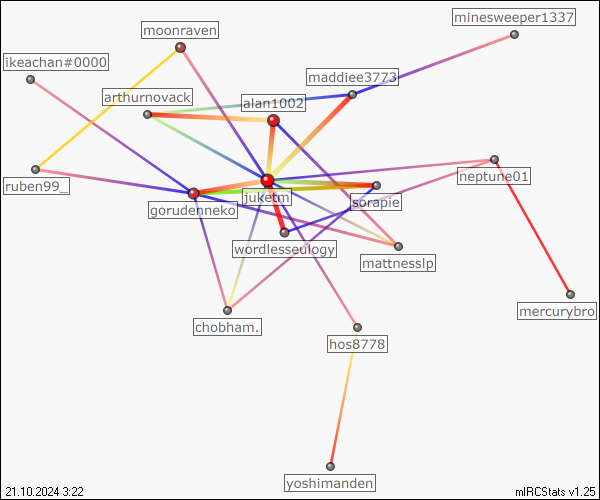 minesweeper1337
moonraven
ikeachan#0000
maddiee3773
arthurnovack
alan1002
neptune01
ruben99_
juketm
sorapie
gorudenneko
wordlesseulogy
mattnesslp
mercurybro
chobham.
hos8778
yoshimanden
21.10.2024 3:22
mIRCStats v1.25